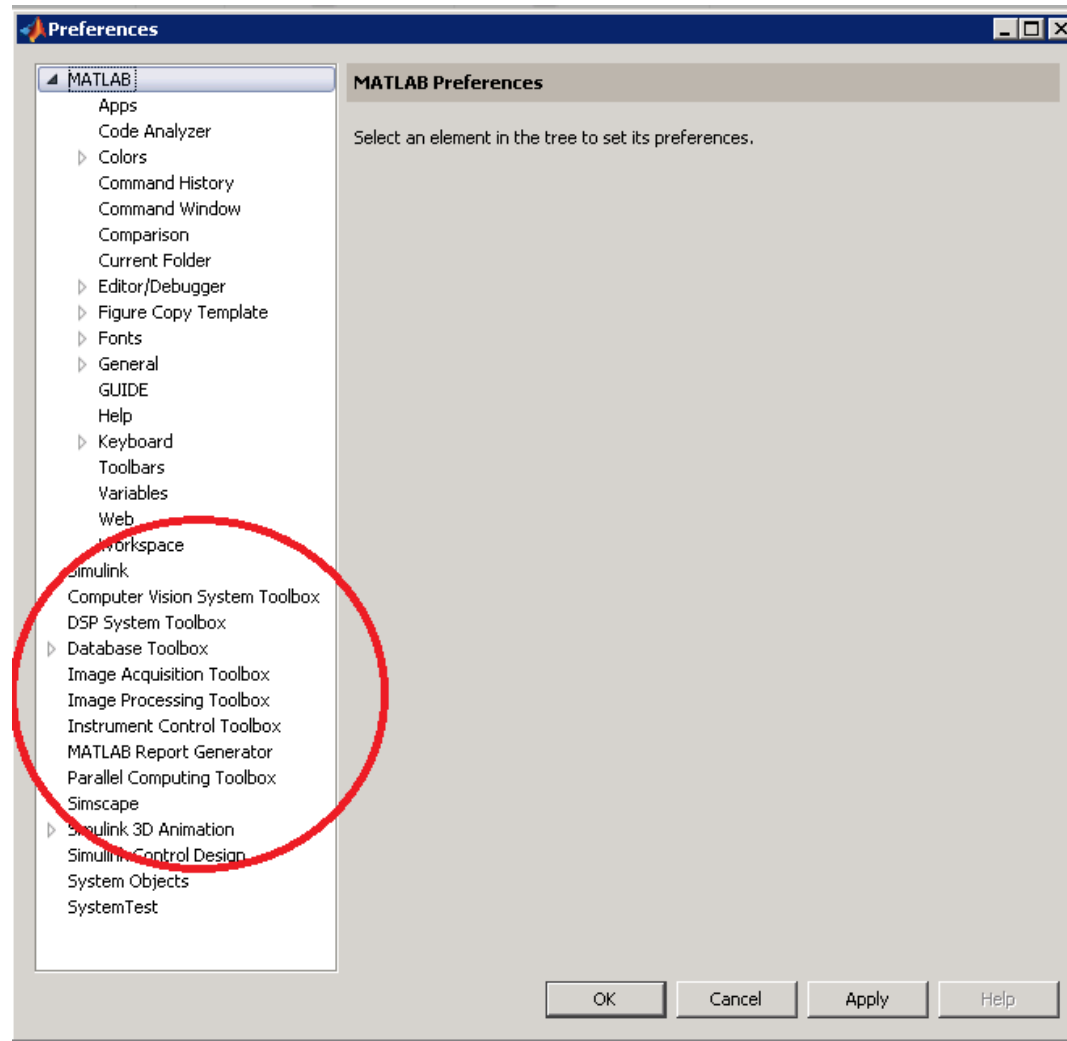 Preferences
MATLAB
Apps
Code Analyzer
Colors
Command History
Command Window
Comparison
Current Folder
Editor/Debugger
Figure Copy Template
Fonts
General
GUIDE
Help
Keyboard
Toolbars
Variables
Web
Workspace
Simulink
Computer Vision System Toolbox
DSP System Toolbox
Database Toolbox
Image Acquisition Toolbox
Image Processing Toolbox
Instrument Control Toolbox
MATLAB Report Generator
Parallel Computing Toolbox
Simscape
Simulink 3D Animation
Simulink Control Design
System Objects
SystemTest
MATLAB Preferences
Select an element in the tree to set its preferences.
OK Cancel Apply Help